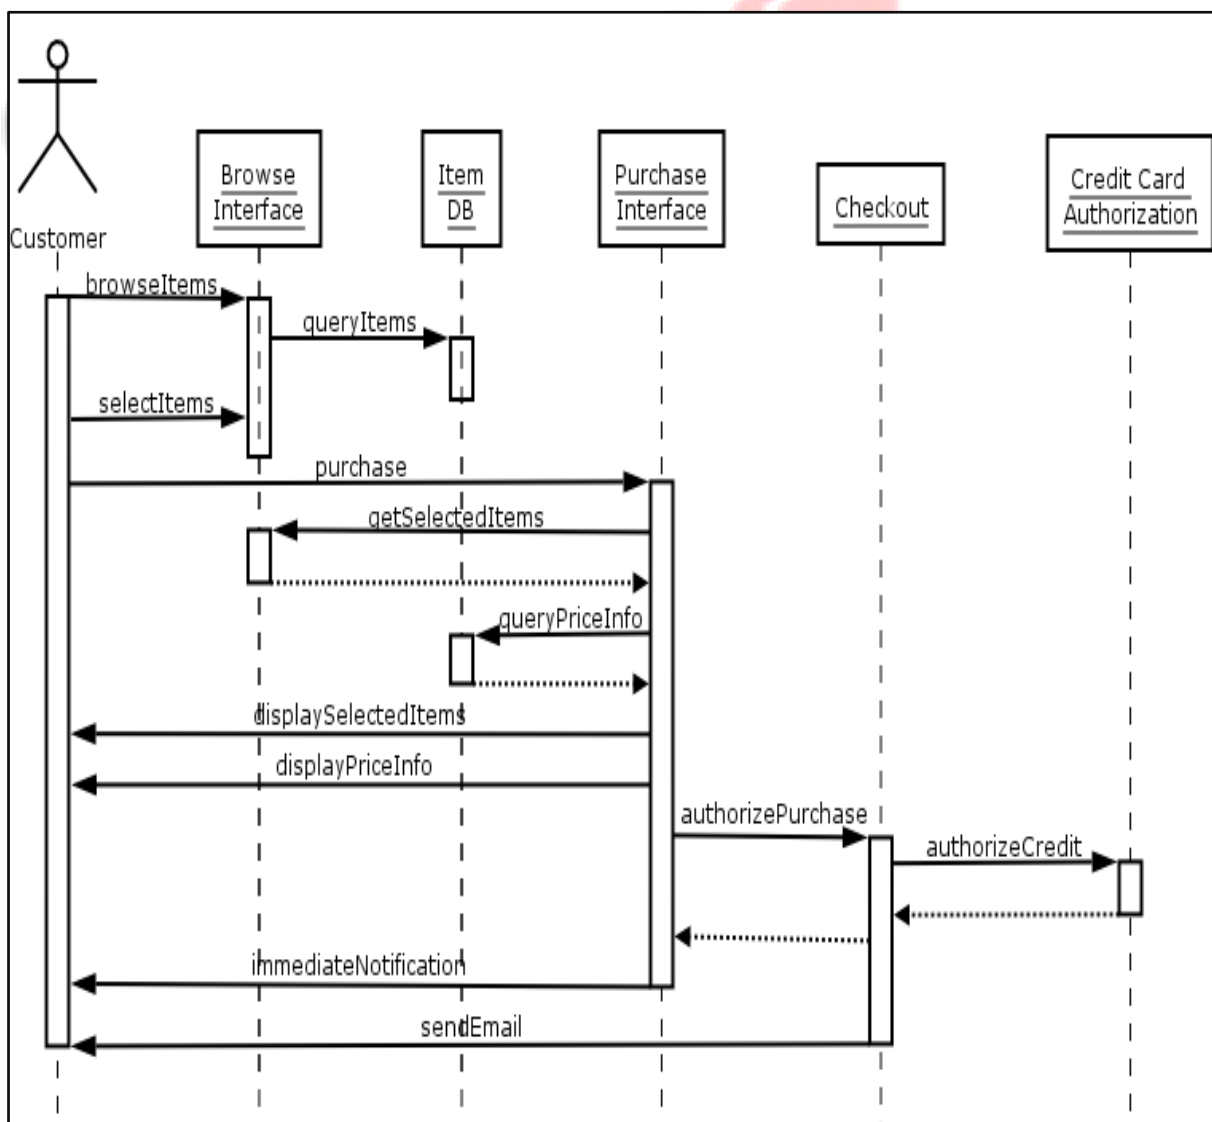 Browse
Interface
Item
DB
Purchase
Interface
Checkout
Credit Card
Authorization
Customer
browseItems
queryItems
selectItems
purchase
getSelectedItems
queryPriceInfo
displaySelectedItems
displayPriceInfo
authorizePurchase
authorizeCredit
immediateNotification
sendEmail